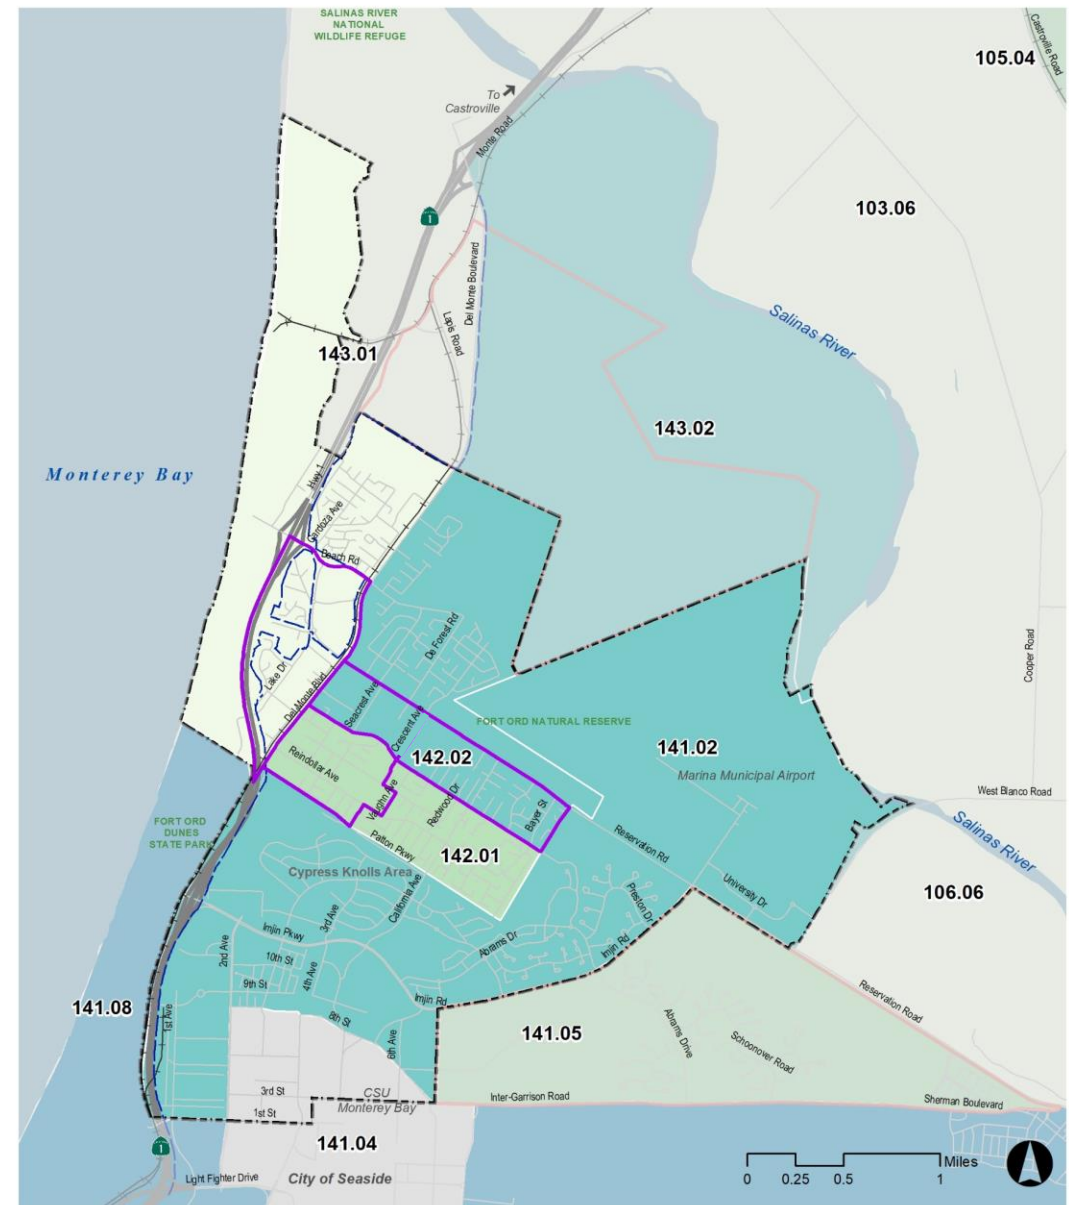 SALINAS RIVER
NATIONAL
WILDLIFE REFUGE
Castroville Road
105.04
To
Castroville
Monte Road
103.06
1
Del Monte Boulevard
Lapis Road
Salinas River
143.01
143.02
Monterey Bay
Hwy 1
Cardoza Ave
Beach Rd
De Forest Rd
Cooper Road
Lake Dr
Del Monte Blvd
Seacrest Ave
Crescent Ave
FORT ORD NATURAL RESERVE
142.02
141.02
Marina Municipal Airport
Reindollar Ave
Vaughn Ave
Redwood Dr
Bayer St
West Blanco Road
Salinas River
FORT ORD
DUNES
STATE PARK
Reservation Rd
Patton Pkwy
142.01
Cypress Knolls Area
California Ave
Preston Dr
University Dr
106.06
3rd Ave
Imjin Pkwy
2nd Ave
10th St
4th Ave
9th St
Abrams Dr
Imjin Rd
Imjin Rd
8th St
6th Ave
141.08
1st Ave
141.05
Reservation Road
Abrams Drive
Schoonover Road
3rd St
1st St
CSU
Monterey Bay
Inter-Garrison Road
Sherman Boulevard
141.04
1
Light Fighter Drive
City of Seaside
Miles
0 0.25 0.5 1